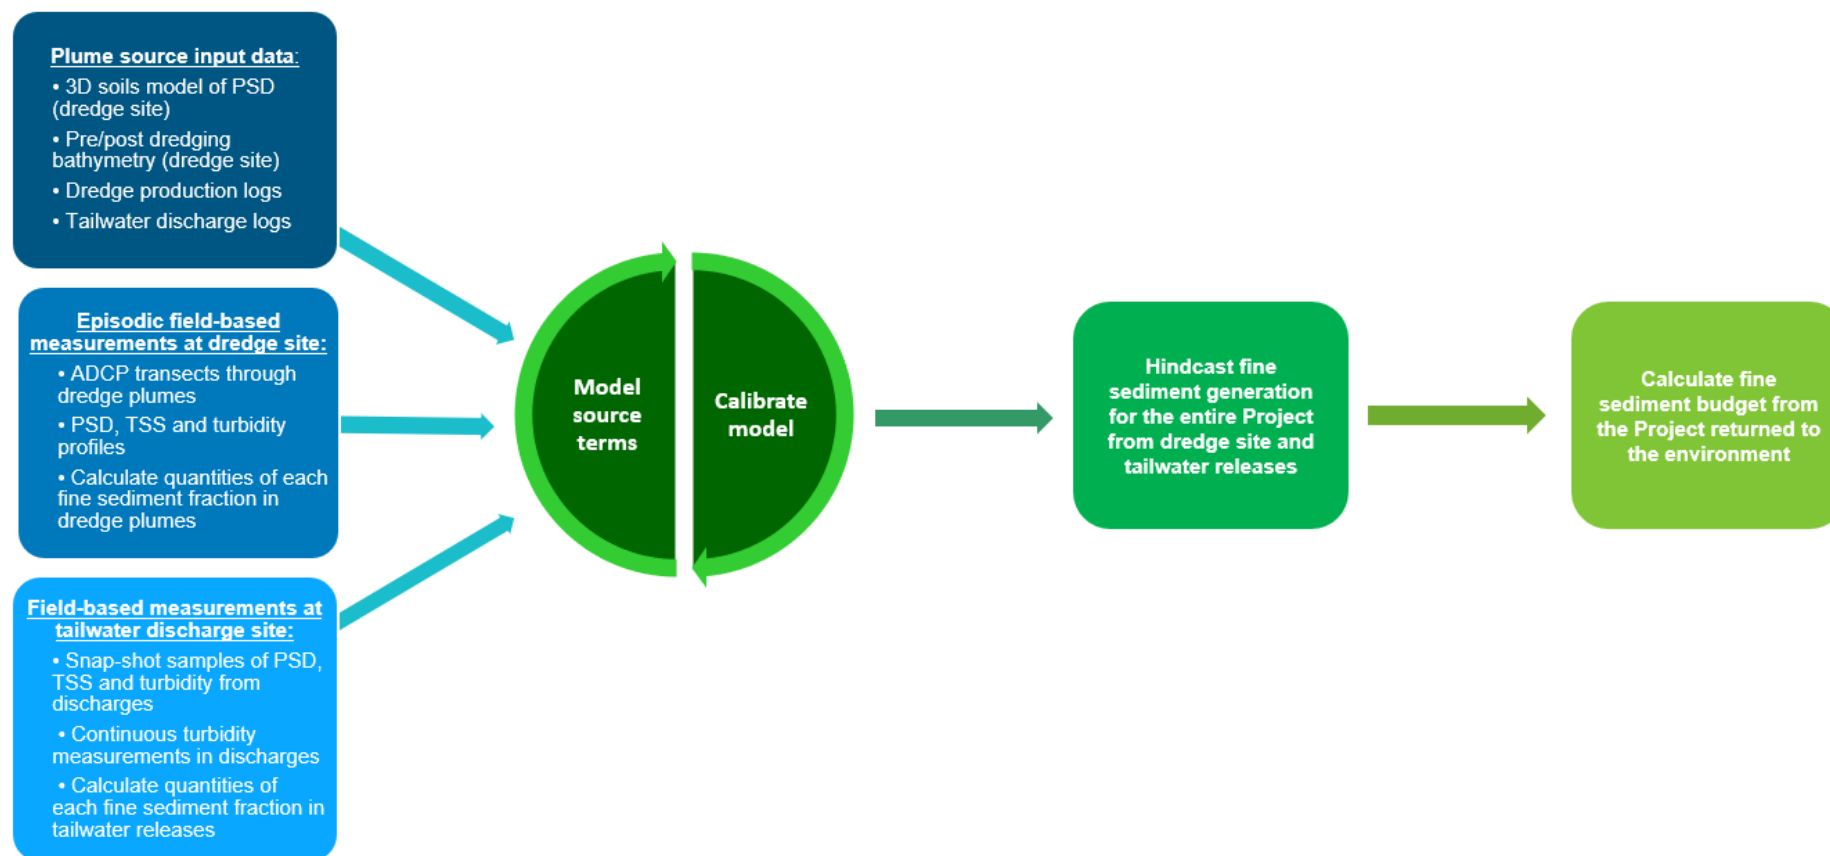 Plume source input data:
• 3D soils model of PSD
(dredge site)
• Pre/post dredging
bathymetry (dredge site)
• Dredge production logs
• Tailwater discharge logs
Episodic field-based
measurements at dredge site:
• ADCP transects through
dredge plumes
• PSD, TSS and turbidity
profiles
• Calculate quantities of each
fine sediment fraction in
dredge plumes
Field-based measurements at
tailwater discharge site:
• Snap-shot samples of PSD,
TSS and turbidity from
discharges
• Continuous turbidity
measurements in discharges
• Calculate quantities of
each fine sediment fraction in
tailwater releases
Model
source
terms
Calibrate
model
Hindcast fine
sediment generation
for the entire Project
from dredge site and
tailwater releases
Calculate fine
sediment budget from
the Project returned to
the environment